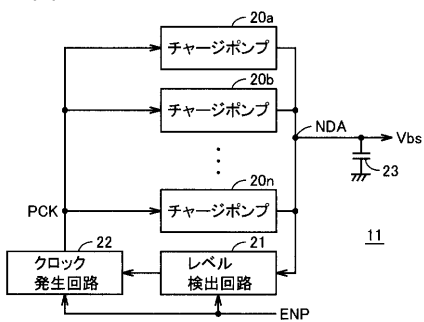 20a
チャージポンプ
20b
チャージポンプ
NDA
Vbs
23
20n
チャージポンプ
PCK
11
22
クロック
発生回路
21
レベル
検出回路
ENP